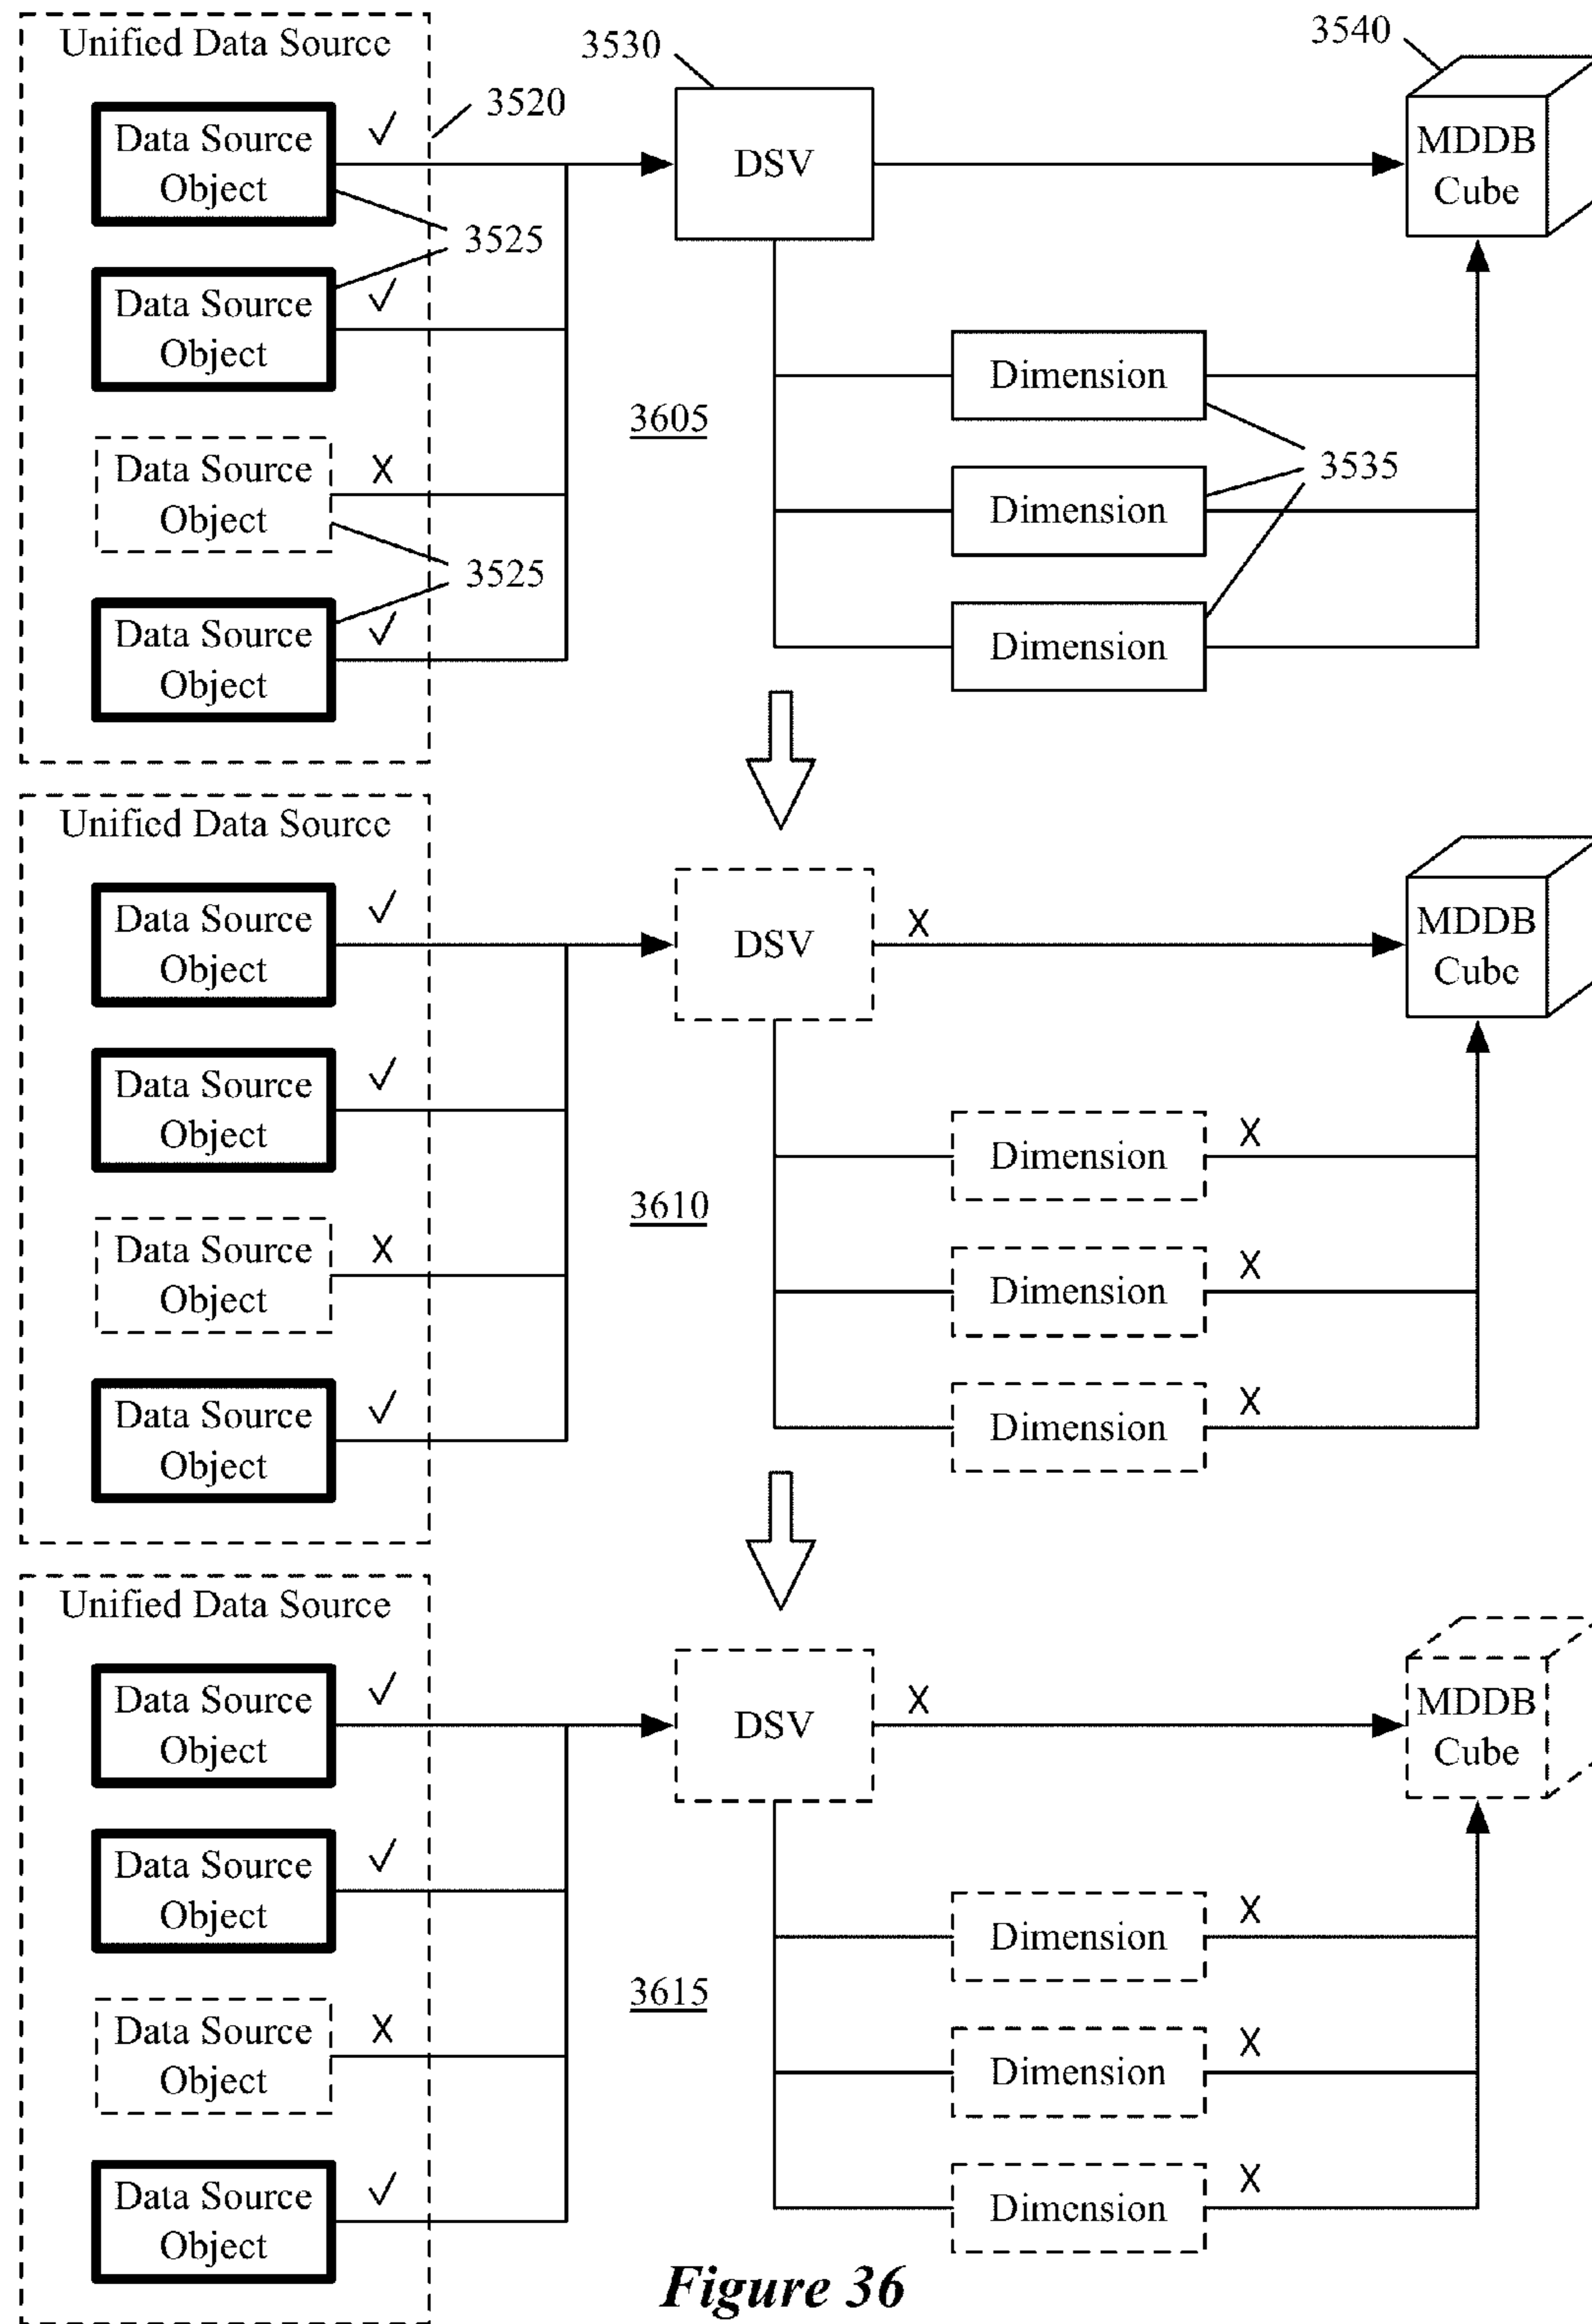 Unified Data Source
3530
3540
3520
Data Source
Object
✓
DSV
MDDB
Cube
3525
Data Source
Object
✓
Dimension
3605
Data Source
Object
X
3535
Dimension
3525
Data Source
Object
✓
Dimension
Unified Data Source
Data Source
Object
✓
DSV
X
MDDB
Cube
Data Source
Object
✓
Dimension
X
3610
Data Source
Object
X
Dimension
X
Data Source
Object
✓
Dimension
X
Unified Data Source
Data Source
Object
✓
DSV
X
MDDB
Cube
Data Source
Object
✓
Dimension
X
3615
Data Source
Object
X
Dimension
X
Data Source
Object
✓
Dimension
X
Figure 36